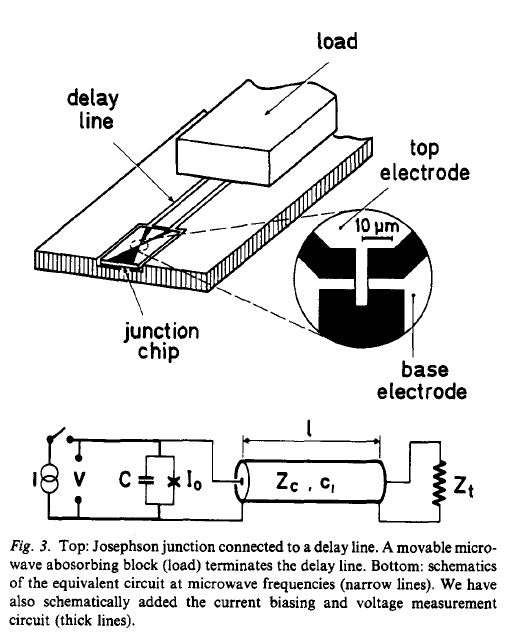 load
delay
line
top
electrode
10 μm
junction
chip
base
electrode
l
I
V
C
I₀
Z꜀ , c₁
Zₜ
Fig. 3. Top: Josephson junction connected to a delay line. A movable micro-
wave abosorbing block (load) terminates the delay line. Bottom: schematics
of the equivalent circuit at microwave frequencies (narrow lines). We have
also schematically added the current biasing and voltage measurement
circuit (thick lines).